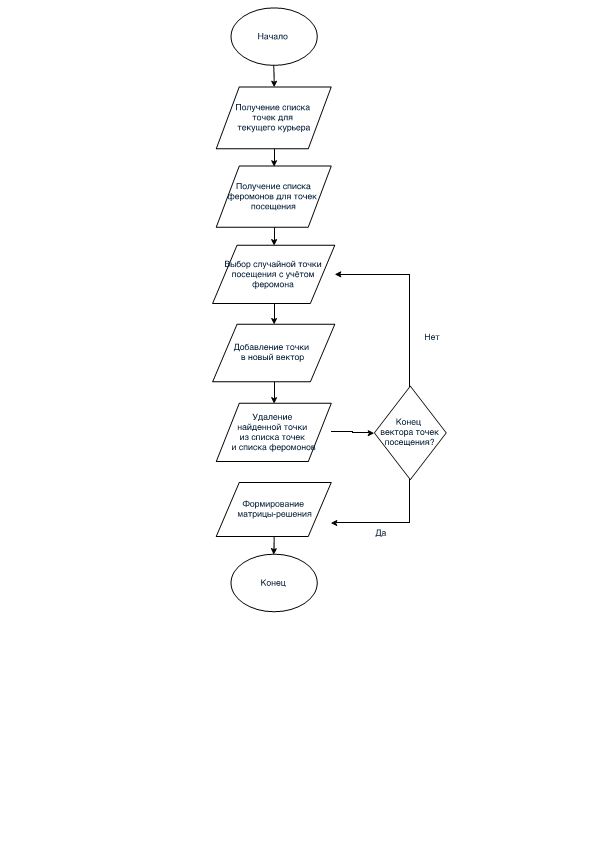 Начало
Получение списка
точек для
текущего курьера
Получение списка
феромонов для точек
посещения
Выбор случайной точки
посещения с учётом
феромона
Нет
Добавление точки
в новый вектор
Удаление
найденной точки
из списка точек
и списка феромонов
Конец
вектора точек
посещения?
Формирование
матрицы-решения
Да
Конец